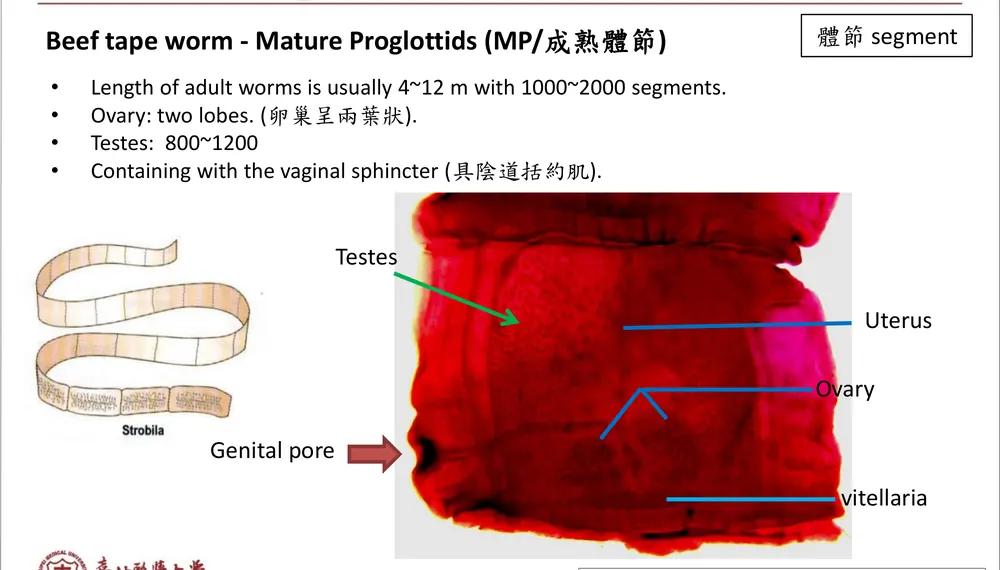 Beef tape worm - Mature Proglottids (MP/成熟體節)
體節 segment
• Length of adult worms is usually 4~12 m with 1000~2000 segments.
• Ovary: two lobes. (卵巢呈兩葉狀).
• Testes: 800~1200
• Containing with the vaginal sphincter (具陰道括約肌).
Testes
Uterus
Ovary
Strobila
Genital pore
vitellaria